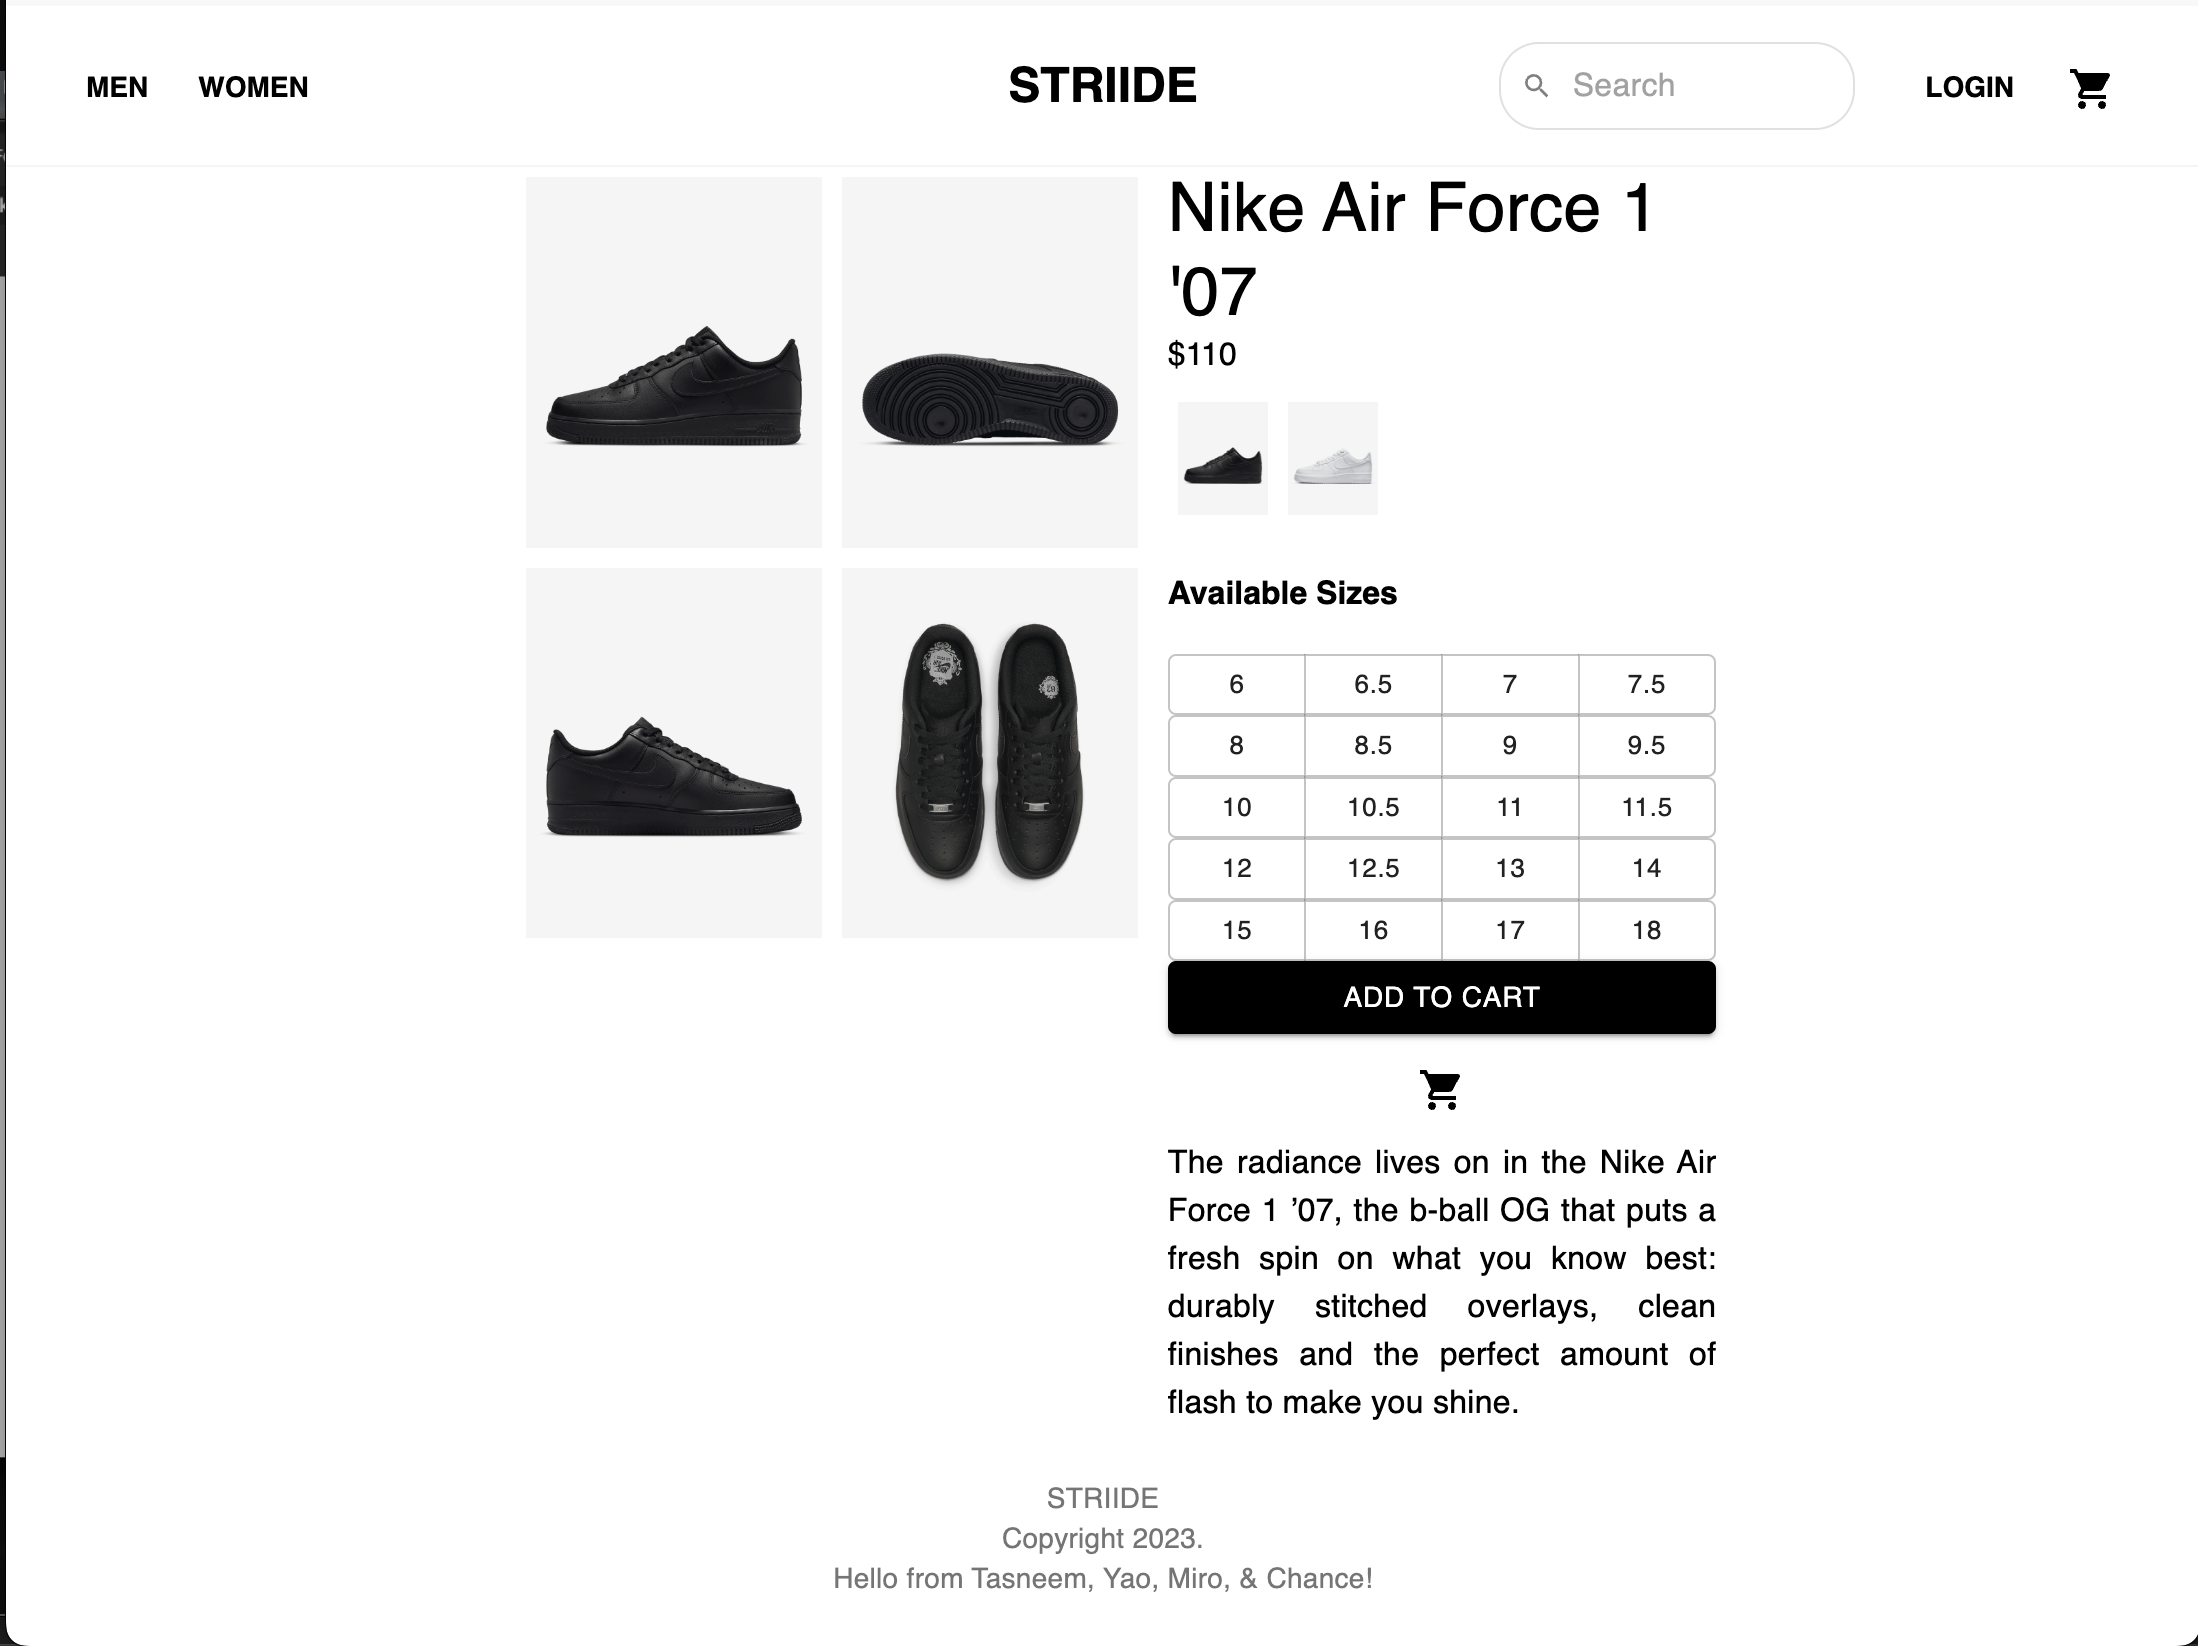 MEN WOMEN STRIIDE Search LOGIN
Nike Air Force 1
'07
$110
Available Sizes
6 6.5 7 7.5
8 8.5 9 9.5
10 10.5 11 11.5
12 12.5 13 14
15 16 17 18
ADD TO CART
The radiance lives on in the Nike Air
Force 1 ’07, the b-ball OG that puts a
fresh spin on what you know best:
durably stitched overlays, clean
finishes and the perfect amount of
flash to make you shine.
STRIIDE
Copyright 2023.
Hello from Tasneem, Yao, Miro, & Chance!